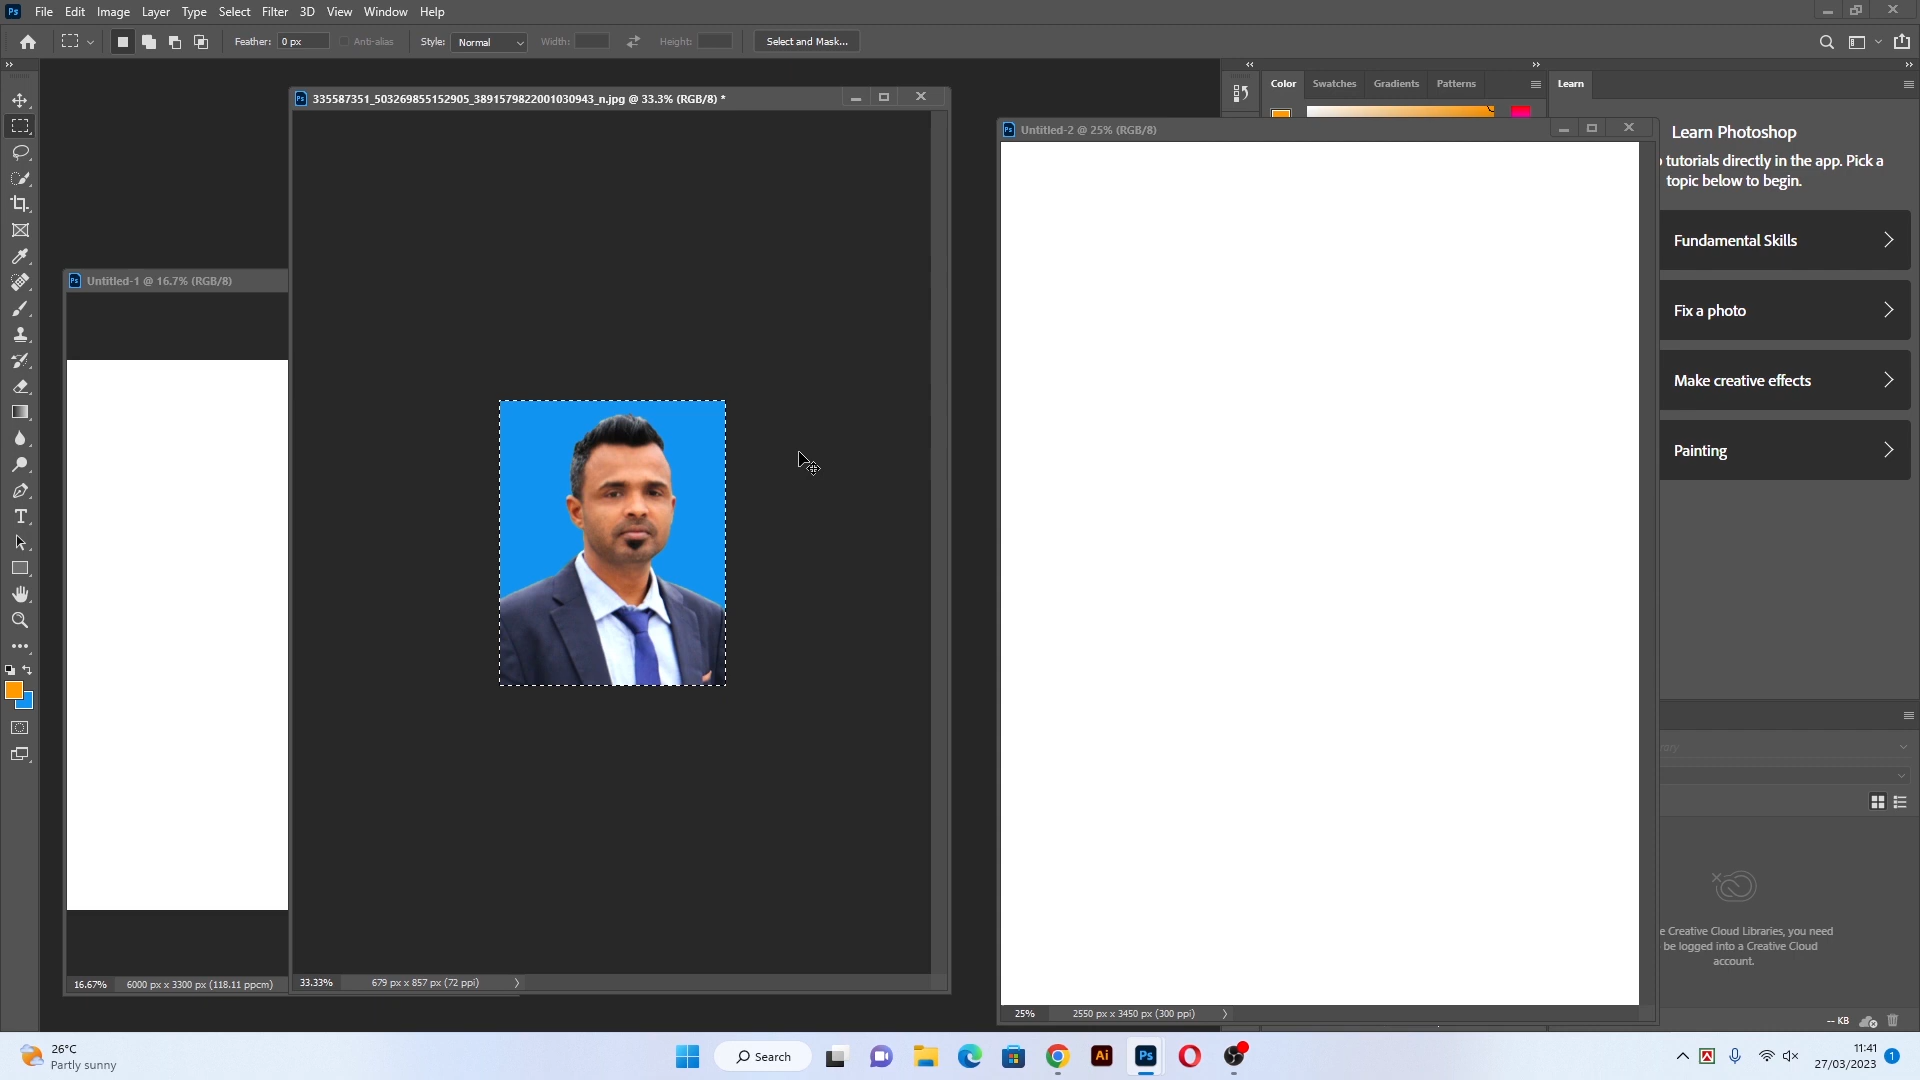 Ps File Edit Image Layer Type Select Filter 3D View Window Help
Feather: 0 px Anti-alias Style: Normal Width: Height: Select and Mask...
Color Swatches Gradients Patterns Learn
335587351_503269855152905_3891579822001030943_n.jpg @ 33.3% (RGB/8) *
Untitled-2 @ 25% (RGB/8)
Learn Photoshop
tutorials directly in the app. Pick a
topic below to begin.
Fundamental Skills
Untitled-1 @ 16.7% (RGB/8)
Fix a photo
Make creative effects
Painting
rary
e Creative Cloud Libraries, you need
be logged into a Creative Cloud
account.
16.67% 6000 px x 3300 px (118.11 ppcm)
33.33% 679 px x 857 px (72 ppi)
25% 2550 px x 3450 px (300 ppi)
-- KB
26°C
Partly sunny
Search
Ai
Ps
11:41
27/03/2023
1